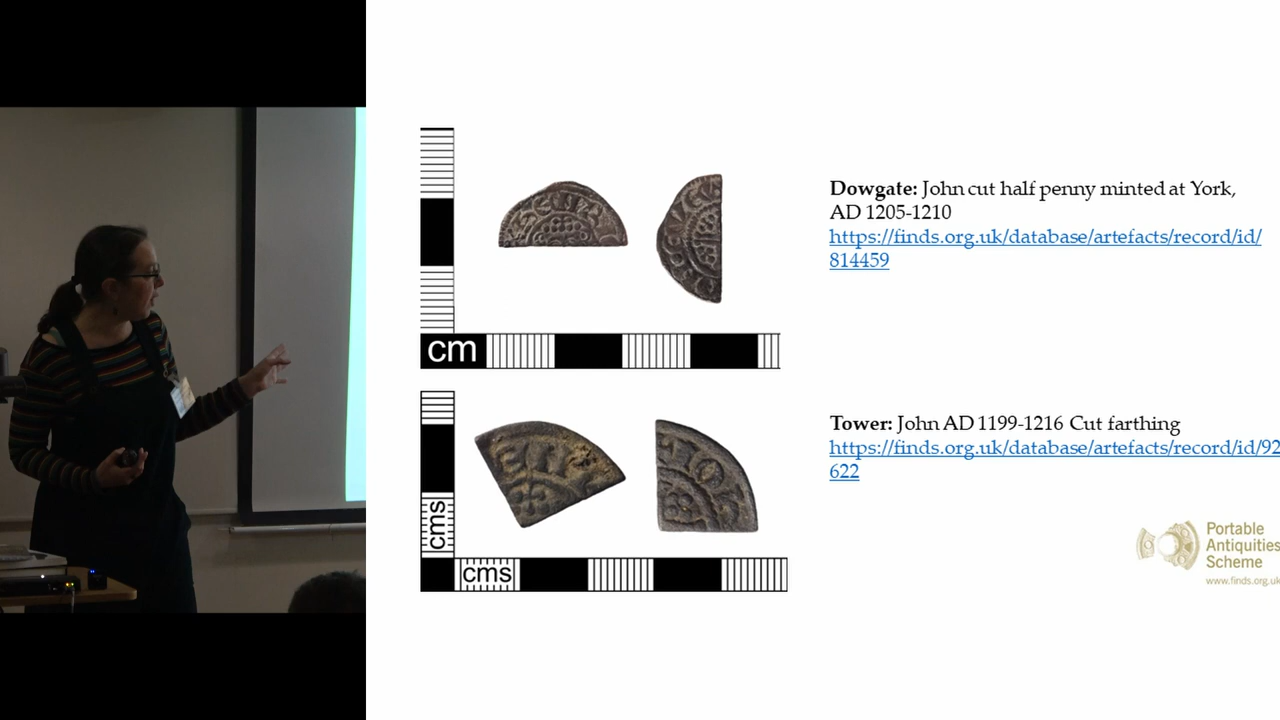 Dowgate: John cut half penny minted at York,
AD 1205-1210
https://finds.org.uk/database/artefacts/record/id/
814459
cm
Tower: John AD 1199-1216 Cut farthing
https://finds.org.uk/database/artefacts/record/id/92
622
cms
cms
Portable
Antiquities
Scheme
www.finds.org.uk